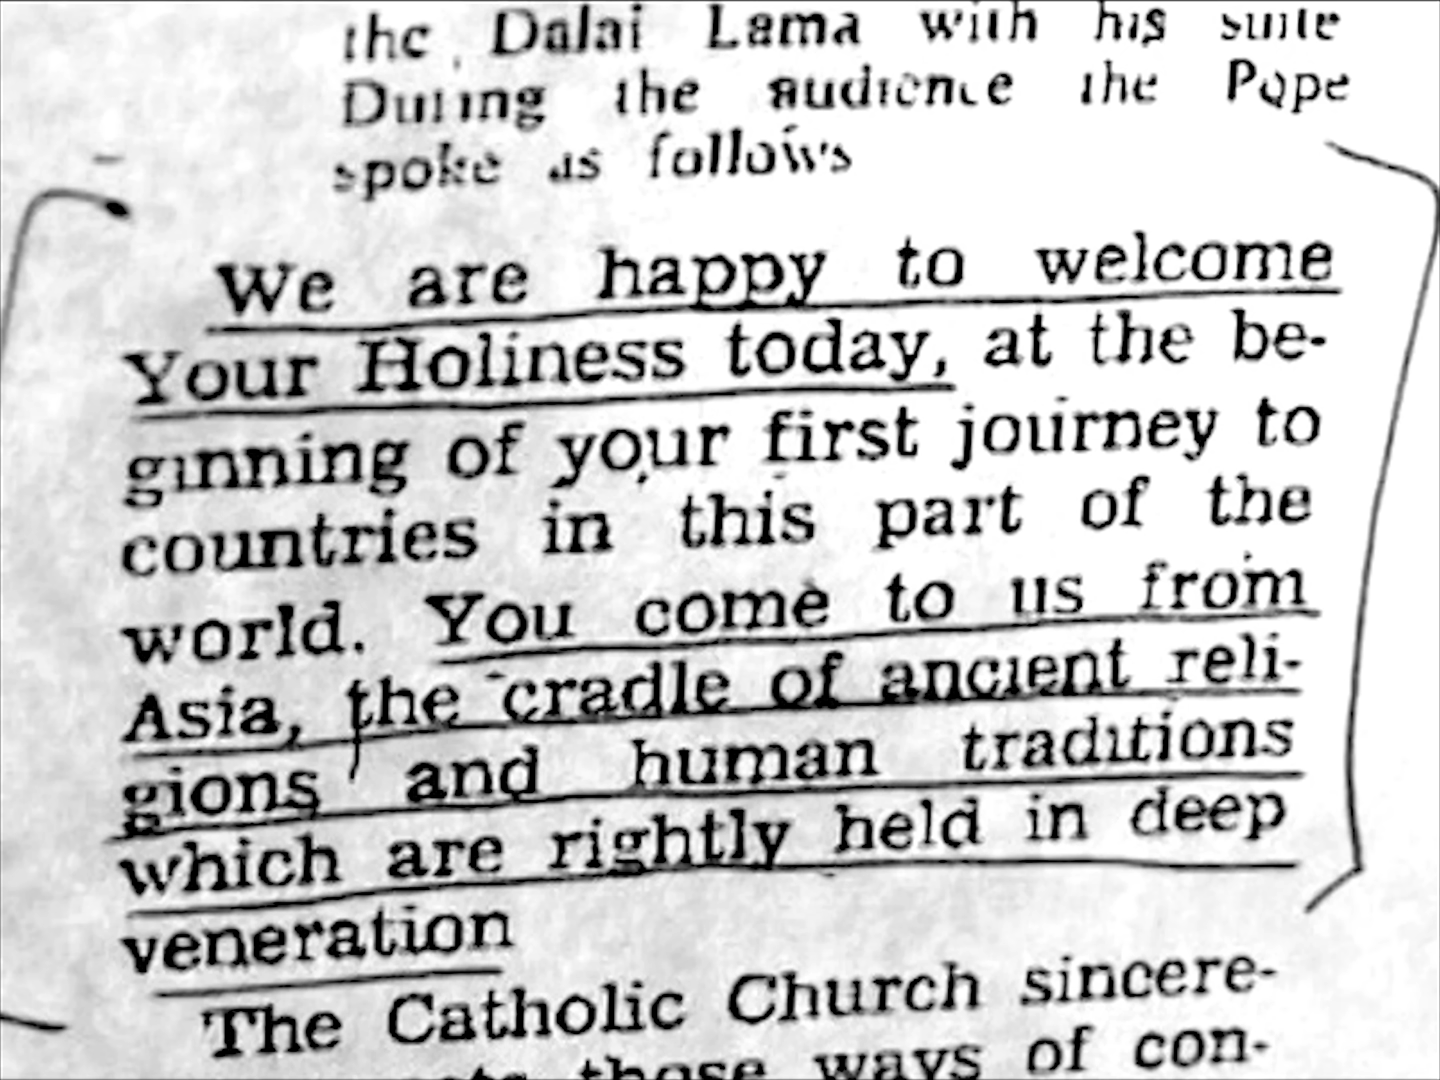 the Dalai Lama with his suite
During the audience the Pope
spoke as follows
We are happy to welcome
Your Holiness today, at the be-
ginning of your first journey to
countries in this part of the
world. You come to us from
Asia, the cradle of ancient reli-
gions and human traditions
which are rightly held in deep
veneration
The Catholic Church sincere-
those ways of con-